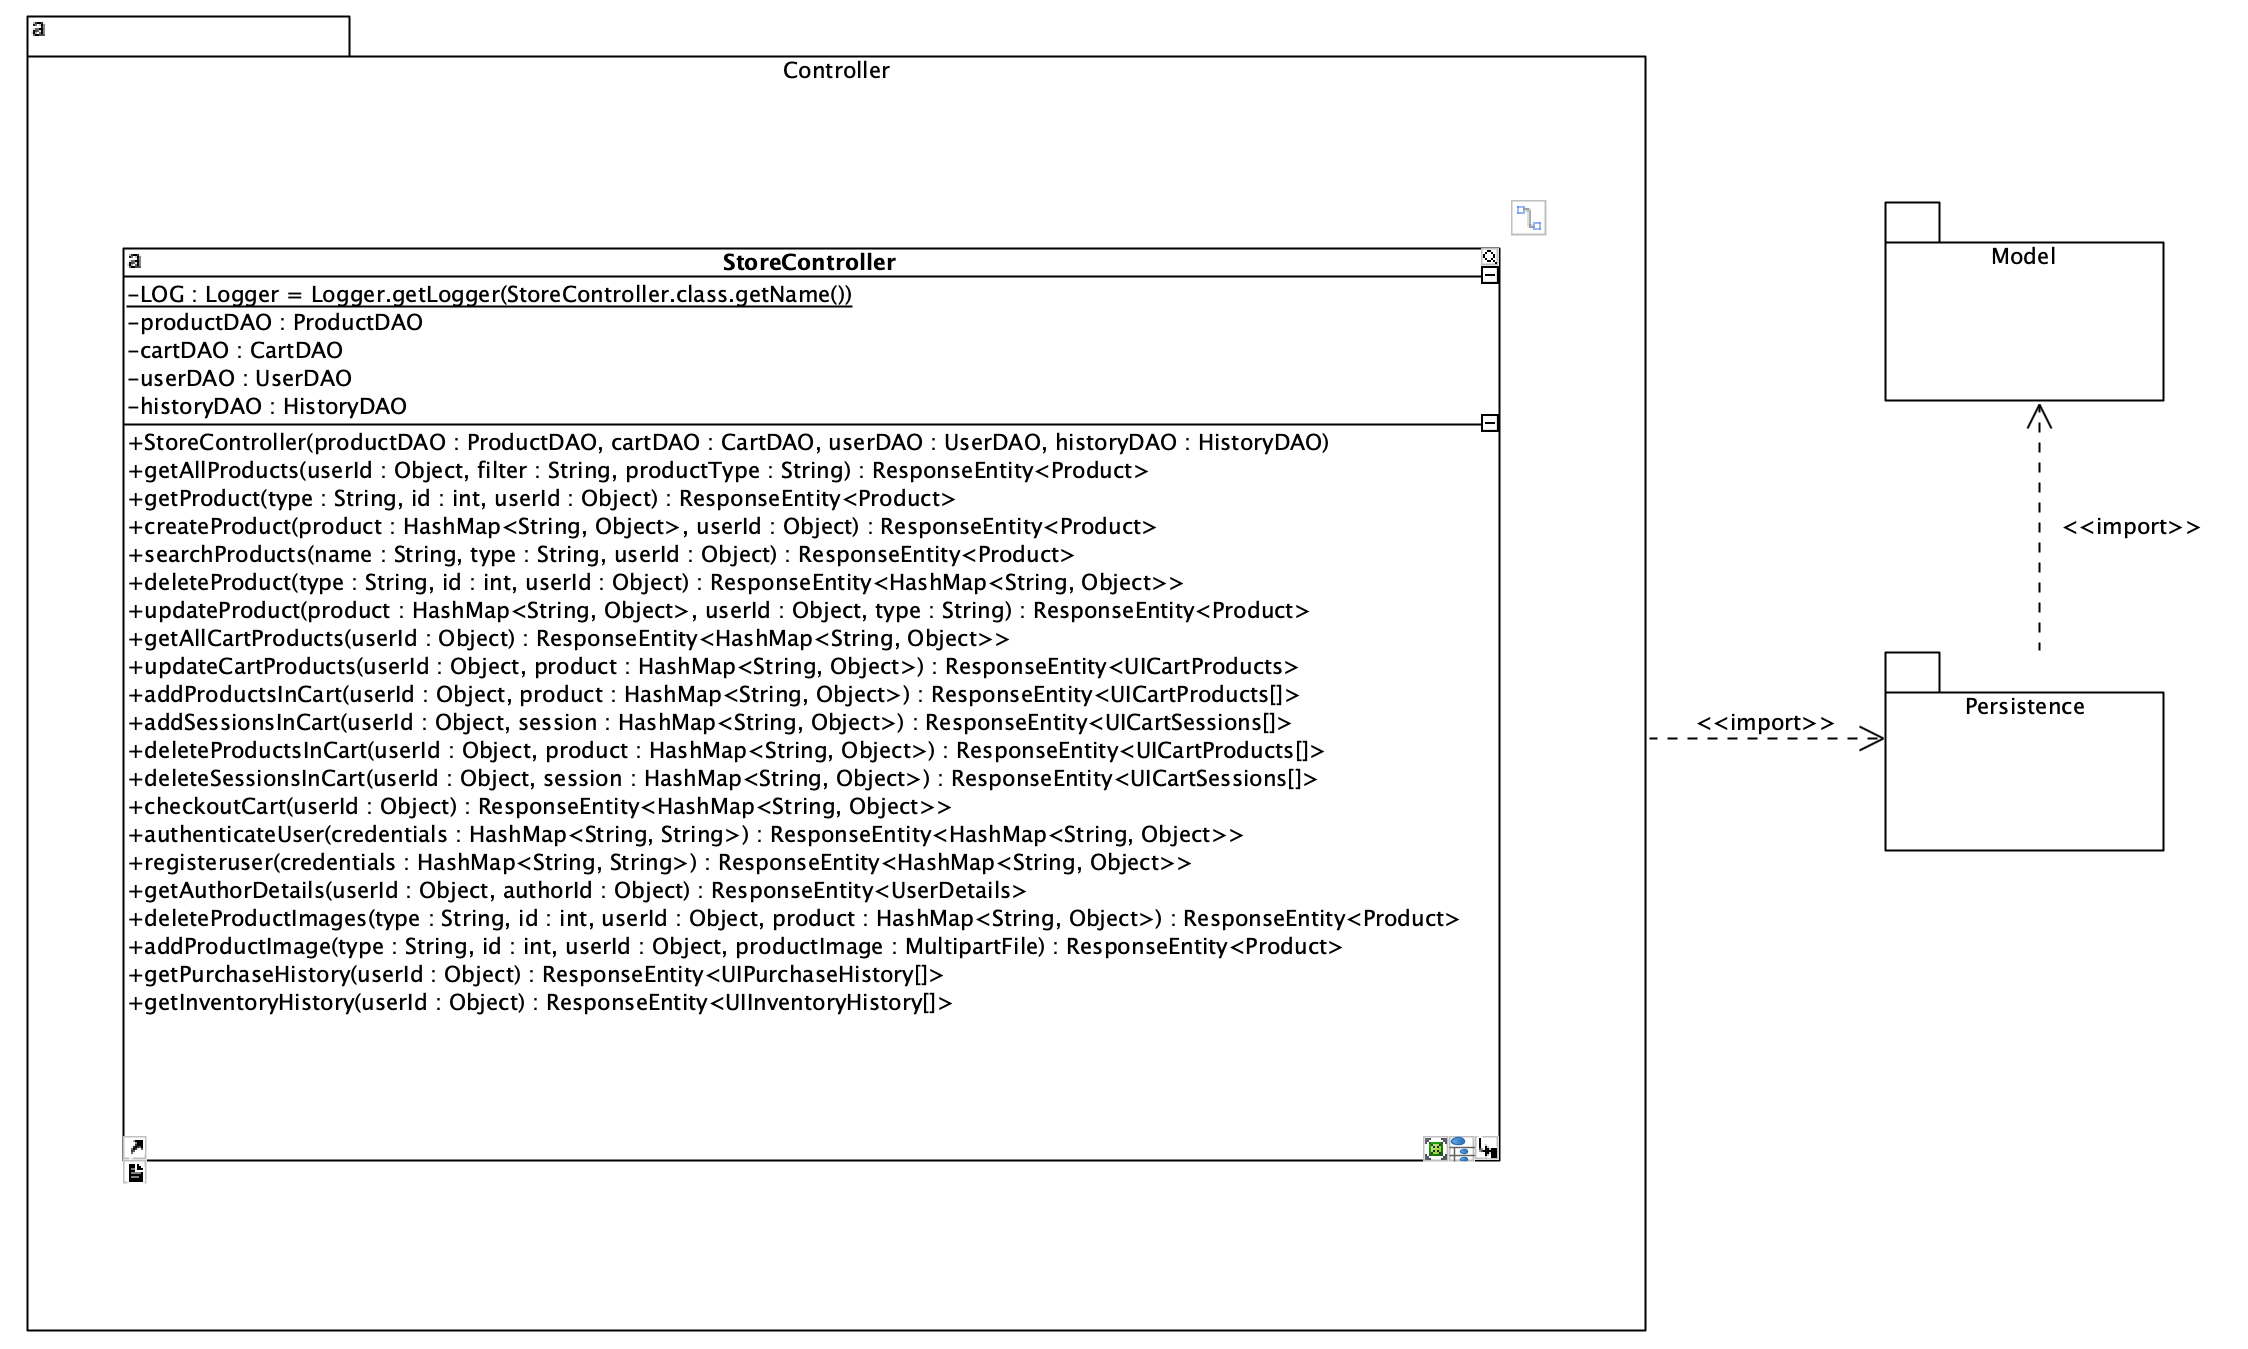 a
Controller
a
StoreController
-LOG : Logger = Logger.getLogger(StoreController.class.getName())
-productDAO : ProductDAO
-cartDAO : CartDAO
-userDAO : UserDAO
-historyDAO : HistoryDAO
+StoreController(productDAO : ProductDAO, cartDAO : CartDAO, userDAO : UserDAO, historyDAO : HistoryDAO)
+getAllProducts(userId : Object, filter : String, productType : String) : ResponseEntity<Product>
+getProduct(type : String, id : int, userId : Object) : ResponseEntity<Product>
+createProduct(product : HashMap<String, Object>, userId : Object) : ResponseEntity<Product>
+searchProducts(name : String, type : String, userId : Object) : ResponseEntity<Product>
+deleteProduct(type : String, id : int, userId : Object) : ResponseEntity<HashMap<String, Object>>
+updateProduct(product : HashMap<String, Object>, userId : Object, type : String) : ResponseEntity<Product>
+getAllCartProducts(userId : Object) : ResponseEntity<HashMap<String, Object>>
+updateCartProducts(userId : Object, product : HashMap<String, Object>) : ResponseEntity<UICartProducts>
+addProductsInCart(userId : Object, product : HashMap<String, Object>) : ResponseEntity<UICartProducts[]>
+addSessionsInCart(userId : Object, session : HashMap<String, Object>) : ResponseEntity<UICartSessions[]>
+deleteProductsInCart(userId : Object, product : HashMap<String, Object>) : ResponseEntity<UICartProducts[]>
+deleteSessionsInCart(userId : Object, session : HashMap<String, Object>) : ResponseEntity<UICartSessions[]>
+checkoutCart(userId : Object) : ResponseEntity<HashMap<String, Object>>
+authenticateUser(credentials : HashMap<String, String>) : ResponseEntity<HashMap<String, Object>>
+registeruser(credentials : HashMap<String, String>) : ResponseEntity<HashMap<String, Object>>
+getAuthorDetails(userId : Object, authorId : Object) : ResponseEntity<UserDetails>
+deleteProductImages(type : String, id : int, userId : Object, product : HashMap<String, Object>) : ResponseEntity<Product>
+addProductImage(type : String, id : int, userId : Object, productImage : MultipartFile) : ResponseEntity<Product>
+getPurchaseHistory(userId : Object) : ResponseEntity<UIPurchaseHistory[]>
+getInventoryHistory(userId : Object) : ResponseEntity<UIInventoryHistory[]>
Model
<<import>>
Persistence
<<import>>